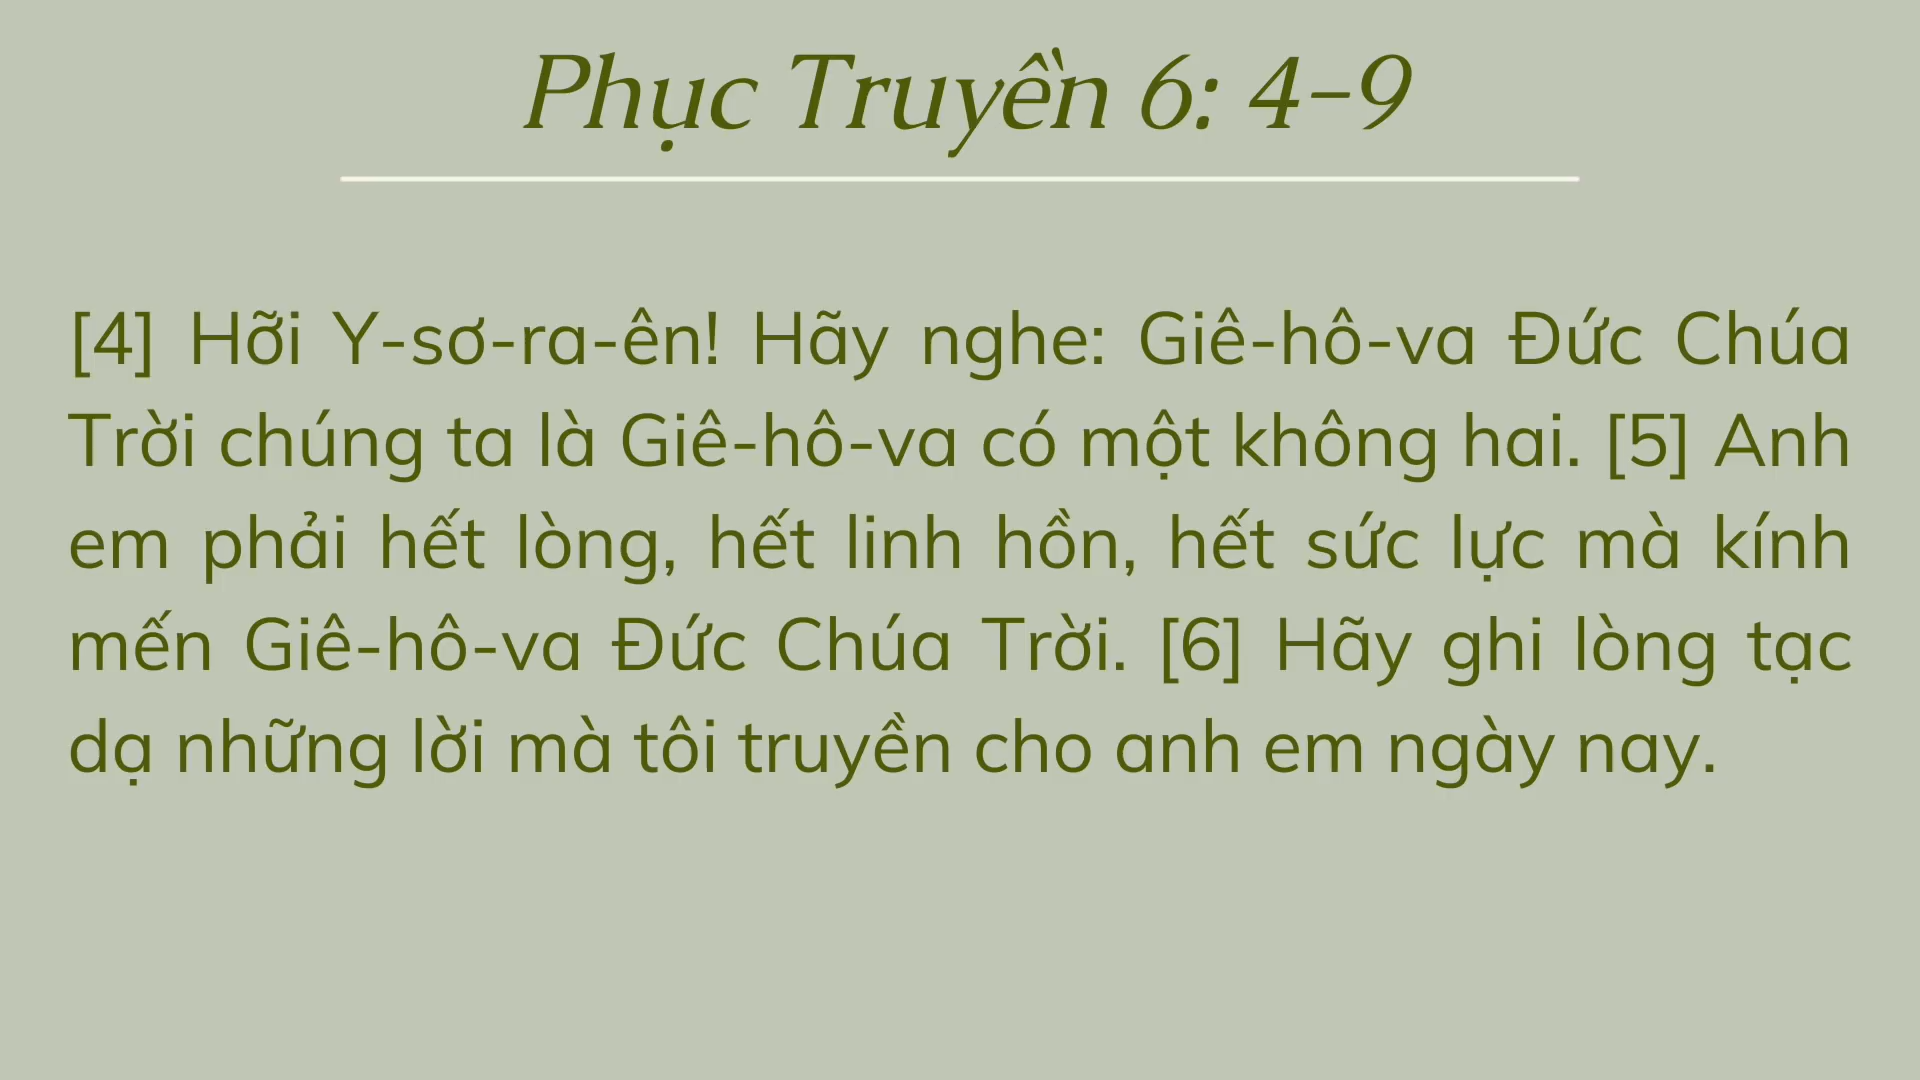 Phục Truyền 6: 4-9
[4] Hỡi Y-sơ-ra-ên! Hãy nghe: Giê-hô-va Đức Chúa
Trời chúng ta là Giê-hô-va có một không hai. [5] Anh
em phải hết lòng, hết linh hồn, hết sức lực mà kính
mến Giê-hô-va Đức Chúa Trời. [6] Hãy ghi lòng tạc
dạ những lời mà tôi truyền cho anh em ngày nay.